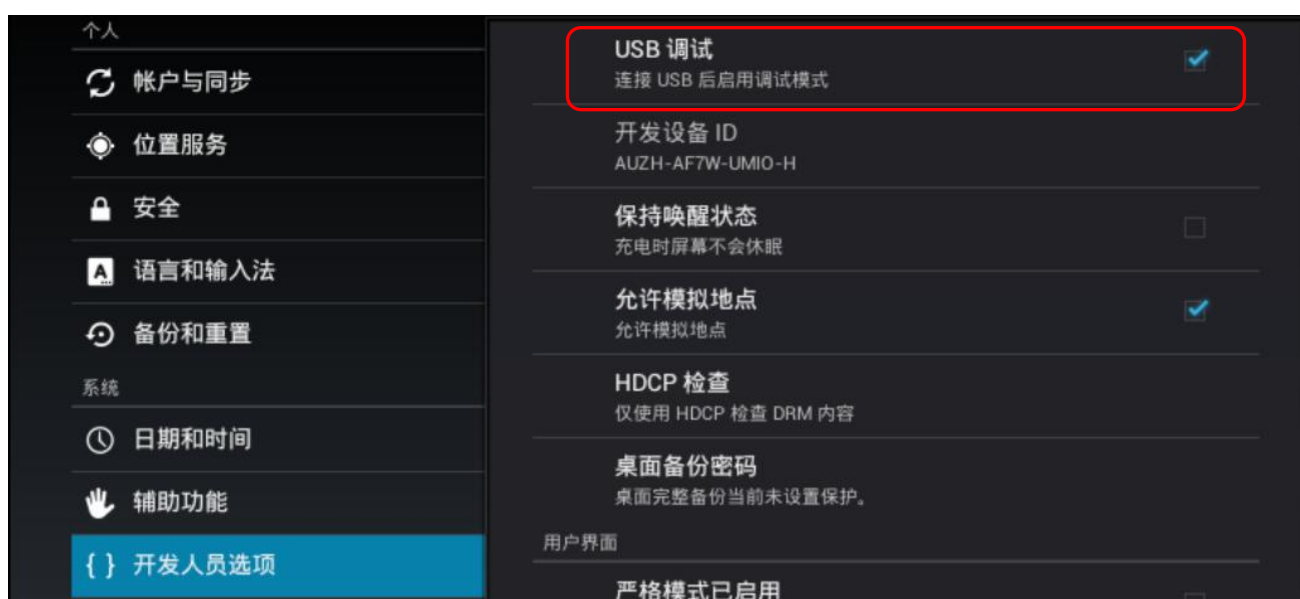 个人
帐户与同步
位置服务
安全
语言和输入法
备份和重置
系统
日期和时间
辅助功能
{ } 开发人员选项
USB 调试
连接 USB 后启用调试模式
开发设备 ID
AUZH-AF7W-UMIO-H
保持唤醒状态
充电时屏幕不会休眠
允许模拟地点
允许模拟地点
HDCP 检查
仅使用 HDCP 检查 DRM 内容
桌面备份密码
桌面完整备份当前未设置保护。
用户界面
严格模式已启用